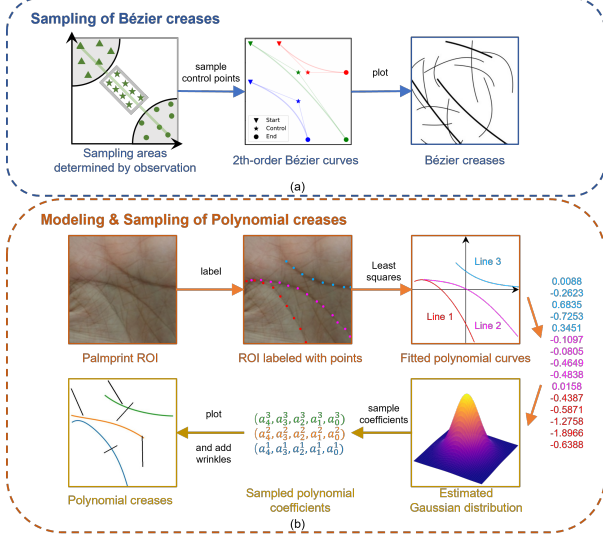 Sampling of Bézier creases
sample
control points
plot
Start
Control
End
Sampling areas
determined by observation
2th-order Bézier curves
Bézier creases
(a)
Modeling & Sampling of Polynomial creases
label
Least
squares
Line 3
Line 1
Line 2
Palmprint ROI
ROI labeled with points
Fitted polynomial curves
0.0088
-0.2623
0.6835
-0.7253
0.3451
-0.1097
-0.0805
-0.4649
-0.4838
0.0158
-0.4387
-0.5871
-1.2758
-1.8966
-0.6388
plot
and add
wrinkles
(a₄³, a₃³, a₂³, a₁³, a₀³)
(a₄², a₃², a₂², a₁², a₀²)
(a₄¹, a₃¹, a₂¹, a₁¹, a₀¹)
sample
coefficients
Polynomial creases
Sampled polynomial
coefficients
Estimated
Gaussian distribution
(b)